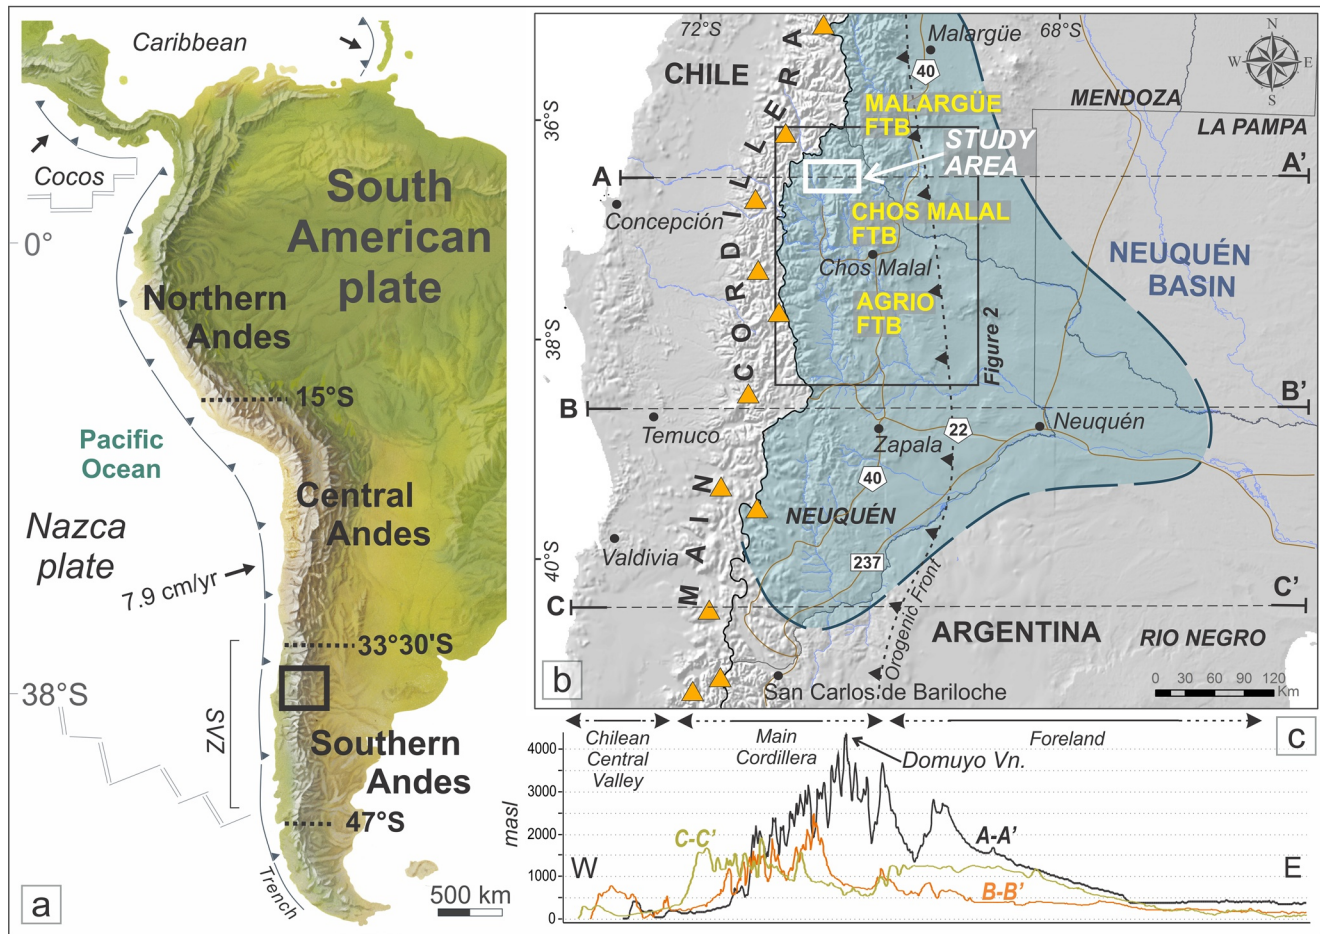 Caribbean
Cocos
0°
South
American
plate
Northern
Andes
15°S
Pacific
Ocean
Central
Andes
Nazca
plate
7.9 cm/yr
33°30'S
38°S
SVZ
Southern
Andes
47°S
Trench
500 km
a
72°S
68°S
Malargüe
N
W
E
S
CHILE
40
MENDOZA
36°S
MALARGÜE
FTB
LA PAMPA
STUDY
AREA
A
A'
Concepción
CHOS MALAL
FTB
NEUQUÉN
BASIN
Chos Malal
AGRIO
FTB
38°S
Figure 2
MAIN CORDILLERA
B
B'
Temuco
Zapala
22
Neuquén
40
NEUQUÉN
Valdivia
40°S
237
C
C'
Orogenic Front
ARGENTINA
RIO NEGRO
San Carlos de Bariloche
0 30 60 90 120
Km
b
Chilean
Central
Valley
Main
Cordillera
Foreland
C
Domuyo Vn.
masl
4000
3000
2000
1000
0
C-C'
A-A'
B-B'
W
E